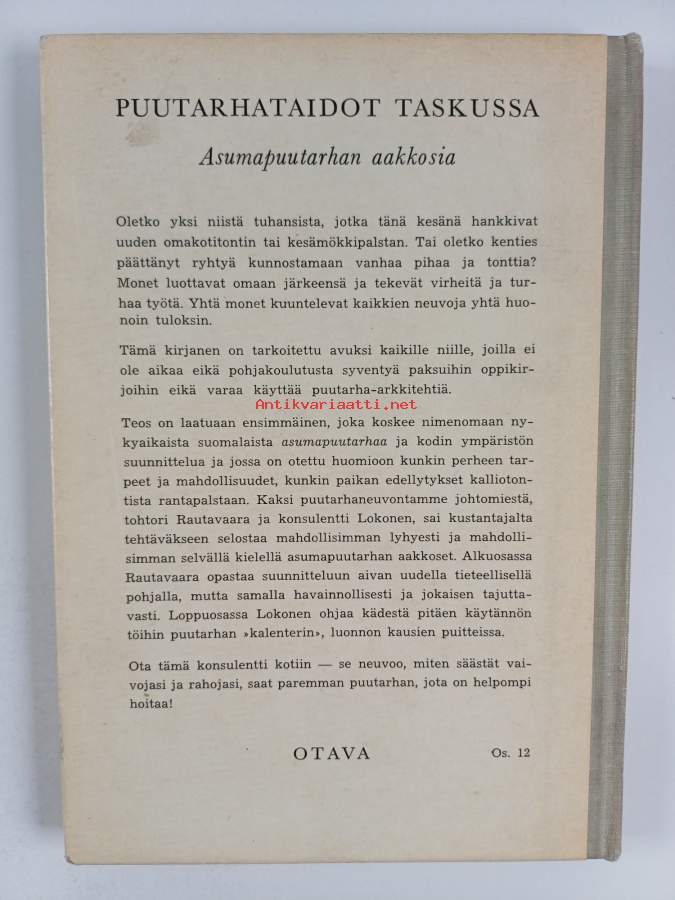 PUUTARHATAIDOT TASKUSSA
Asumapuutarhan aakkosia
Oletko yksi niistä tuhansista, jotka tänä kesänä hankkivat
uuden omakotitontin tai kesämökkipalstan. Tai oletko kenties
päättänyt ryhtyä kunnostamaan vanhaa pihaa ja tonttia?
Monet luottavat omaan järkeensä ja tekevät virheitä ja tur-
haa työtä. Yhtä monet kuuntelevat kaikkien neuvoja yhtä huo-
noin tuloksin.
Tämä kirjanen on tarkoitettu avuksi kaikille niille, joilla ei
ole aikaa eikä pohjakoulutusta syventyä paksuihin oppikir-
joihin eikä varaa käyttää puutarha-arkkitehtiä.
Antikvariaatti.net
Teos on laatuaan ensimmäinen, joka koskee nimenomaan ny-
kyaikaista suomalaista asumapuutarhaa ja kodin ympäristön
suunnittelua ja jossa on otettu huomioon kunkin perheen tar-
peet ja mahdollisuudet, kunkin paikan edellytykset kallioton-
tista rantapalstaan. Kaksi puutarhaneuvontamme johtomiestä,
tohtori Rautavaara ja konsulentti Lokonen, sai kustantajalta
tehtäväkseen selostaa mahdollisimman lyhyesti ja mahdolli-
simman selvällä kielellä asumapuutarhan aakkoset. Alkuosassa
Rautavaara opastaa suunnitteluun aivan uudella tieteellisellä
pohjalla, mutta samalla havainnollisesti ja jokaisen tajutta-
vasti. Loppuosassa Lokonen ohjaa kädestä pitäen käytännön
töihin puutarhan »kalenterin», luonnon kausien puitteissa.
Ota tämä konsulentti kotiin — se neuvoo, miten säästät vai-
vojasi ja rahojasi, saat paremman puutarhan, jota on helpompi
hoitaa!
OTAVA
Os. 12